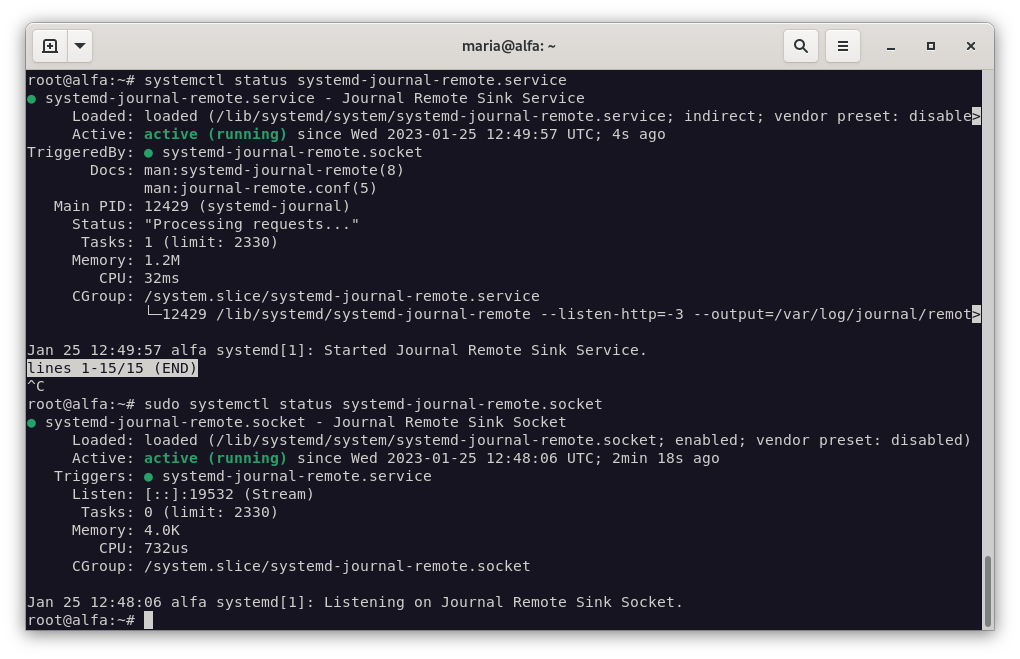 maria@alfa: ~
root@alfa:~# systemctl status systemd-journal-remote.service
● systemd-journal-remote.service - Journal Remote Sink Service
     Loaded: loaded (/lib/systemd/system/systemd-journal-remote.service; indirect; vendor preset: disable>
     Active: active (running) since Wed 2023-01-25 12:49:57 UTC; 4s ago
TriggeredBy: ● systemd-journal-remote.socket
       Docs: man:systemd-journal-remote(8)
             man:journal-remote.conf(5)
   Main PID: 12429 (systemd-journal)
     Status: "Processing requests..."
      Tasks: 1 (limit: 2330)
     Memory: 1.2M
        CPU: 32ms
     CGroup: /system.slice/systemd-journal-remote.service
             └─12429 /lib/systemd/systemd-journal-remote --listen-http=-3 --output=/var/log/journal/remot>

Jan 25 12:49:57 alfa systemd[1]: Started Journal Remote Sink Service.
lines 1-15/15 (END)
^C
root@alfa:~# sudo systemctl status systemd-journal-remote.socket
● systemd-journal-remote.socket - Journal Remote Sink Socket
     Loaded: loaded (/lib/systemd/system/systemd-journal-remote.socket; enabled; vendor preset: disabled)
     Active: active (running) since Wed 2023-01-25 12:48:06 UTC; 2min 18s ago
   Triggers: ● systemd-journal-remote.service
     Listen: [::]:19532 (Stream)
      Tasks: 0 (limit: 2330)
     Memory: 4.0K
        CPU: 732us
     CGroup: /system.slice/systemd-journal-remote.socket

Jan 25 12:48:06 alfa systemd[1]: Listening on Journal Remote Sink Socket.
root@alfa:~#